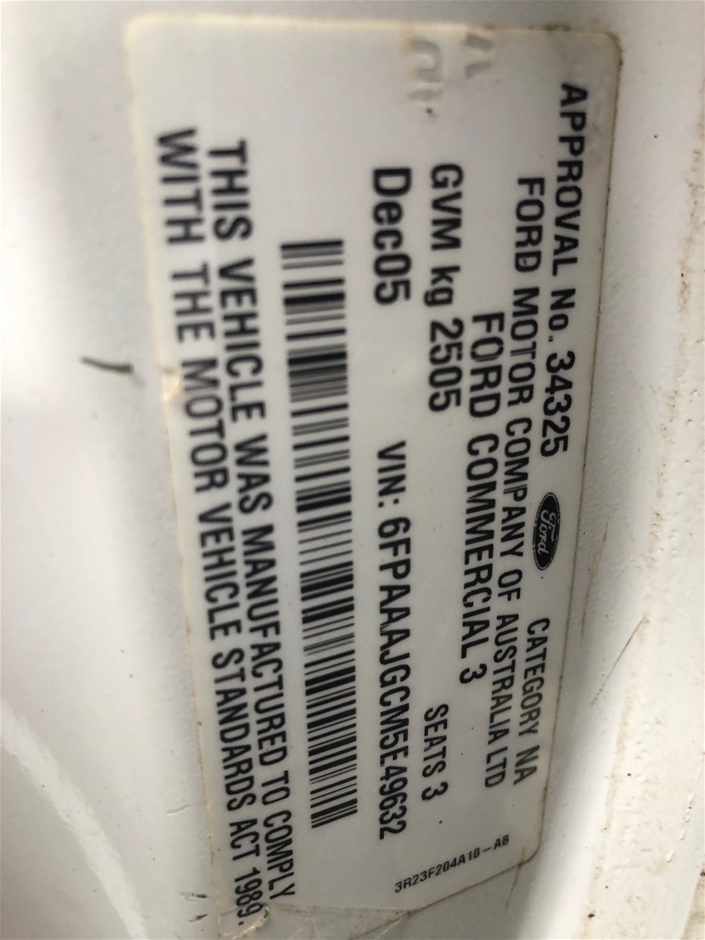 APPROVAL No. 34325 Ford CATEGORY NA
FORD MOTOR COMPANY OF AUSTRALIA LTD
FORD COMMERCIAL 3
GVM kg 2505 SEATS 3
Dec05 VIN: 6FPAAAJGCM5E49632
THIS VEHICLE WAS MANUFACTURED TO COMPLY
WITH THE MOTOR VEHICLE STANDARDS ACT 1989.
3R23F204A10-AB